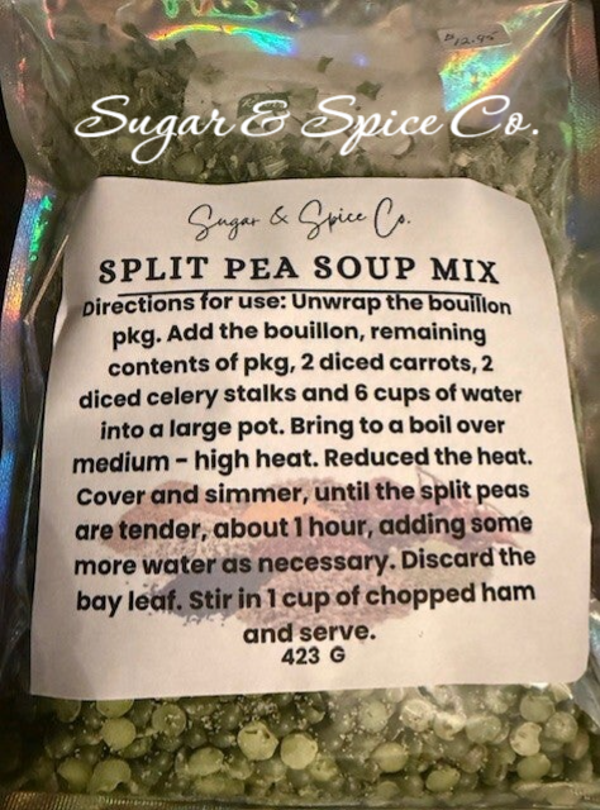 $12.95
Sugar & Spice Co.
Sugar & Spice Co.
SPLIT PEA SOUP MIX
Directions for use: Unwrap the bouillon
pkg. Add the bouillon, remaining
contents of pkg, 2 diced carrots, 2
diced celery stalks and 6 cups of water
into a large pot. Bring to a boil over
medium - high heat. Reduced the heat.
Cover and simmer, until the split peas
are tender, about 1 hour, adding some
more water as necessary. Discard the
bay leaf. Stir in 1 cup of chopped ham
and serve.
423 G